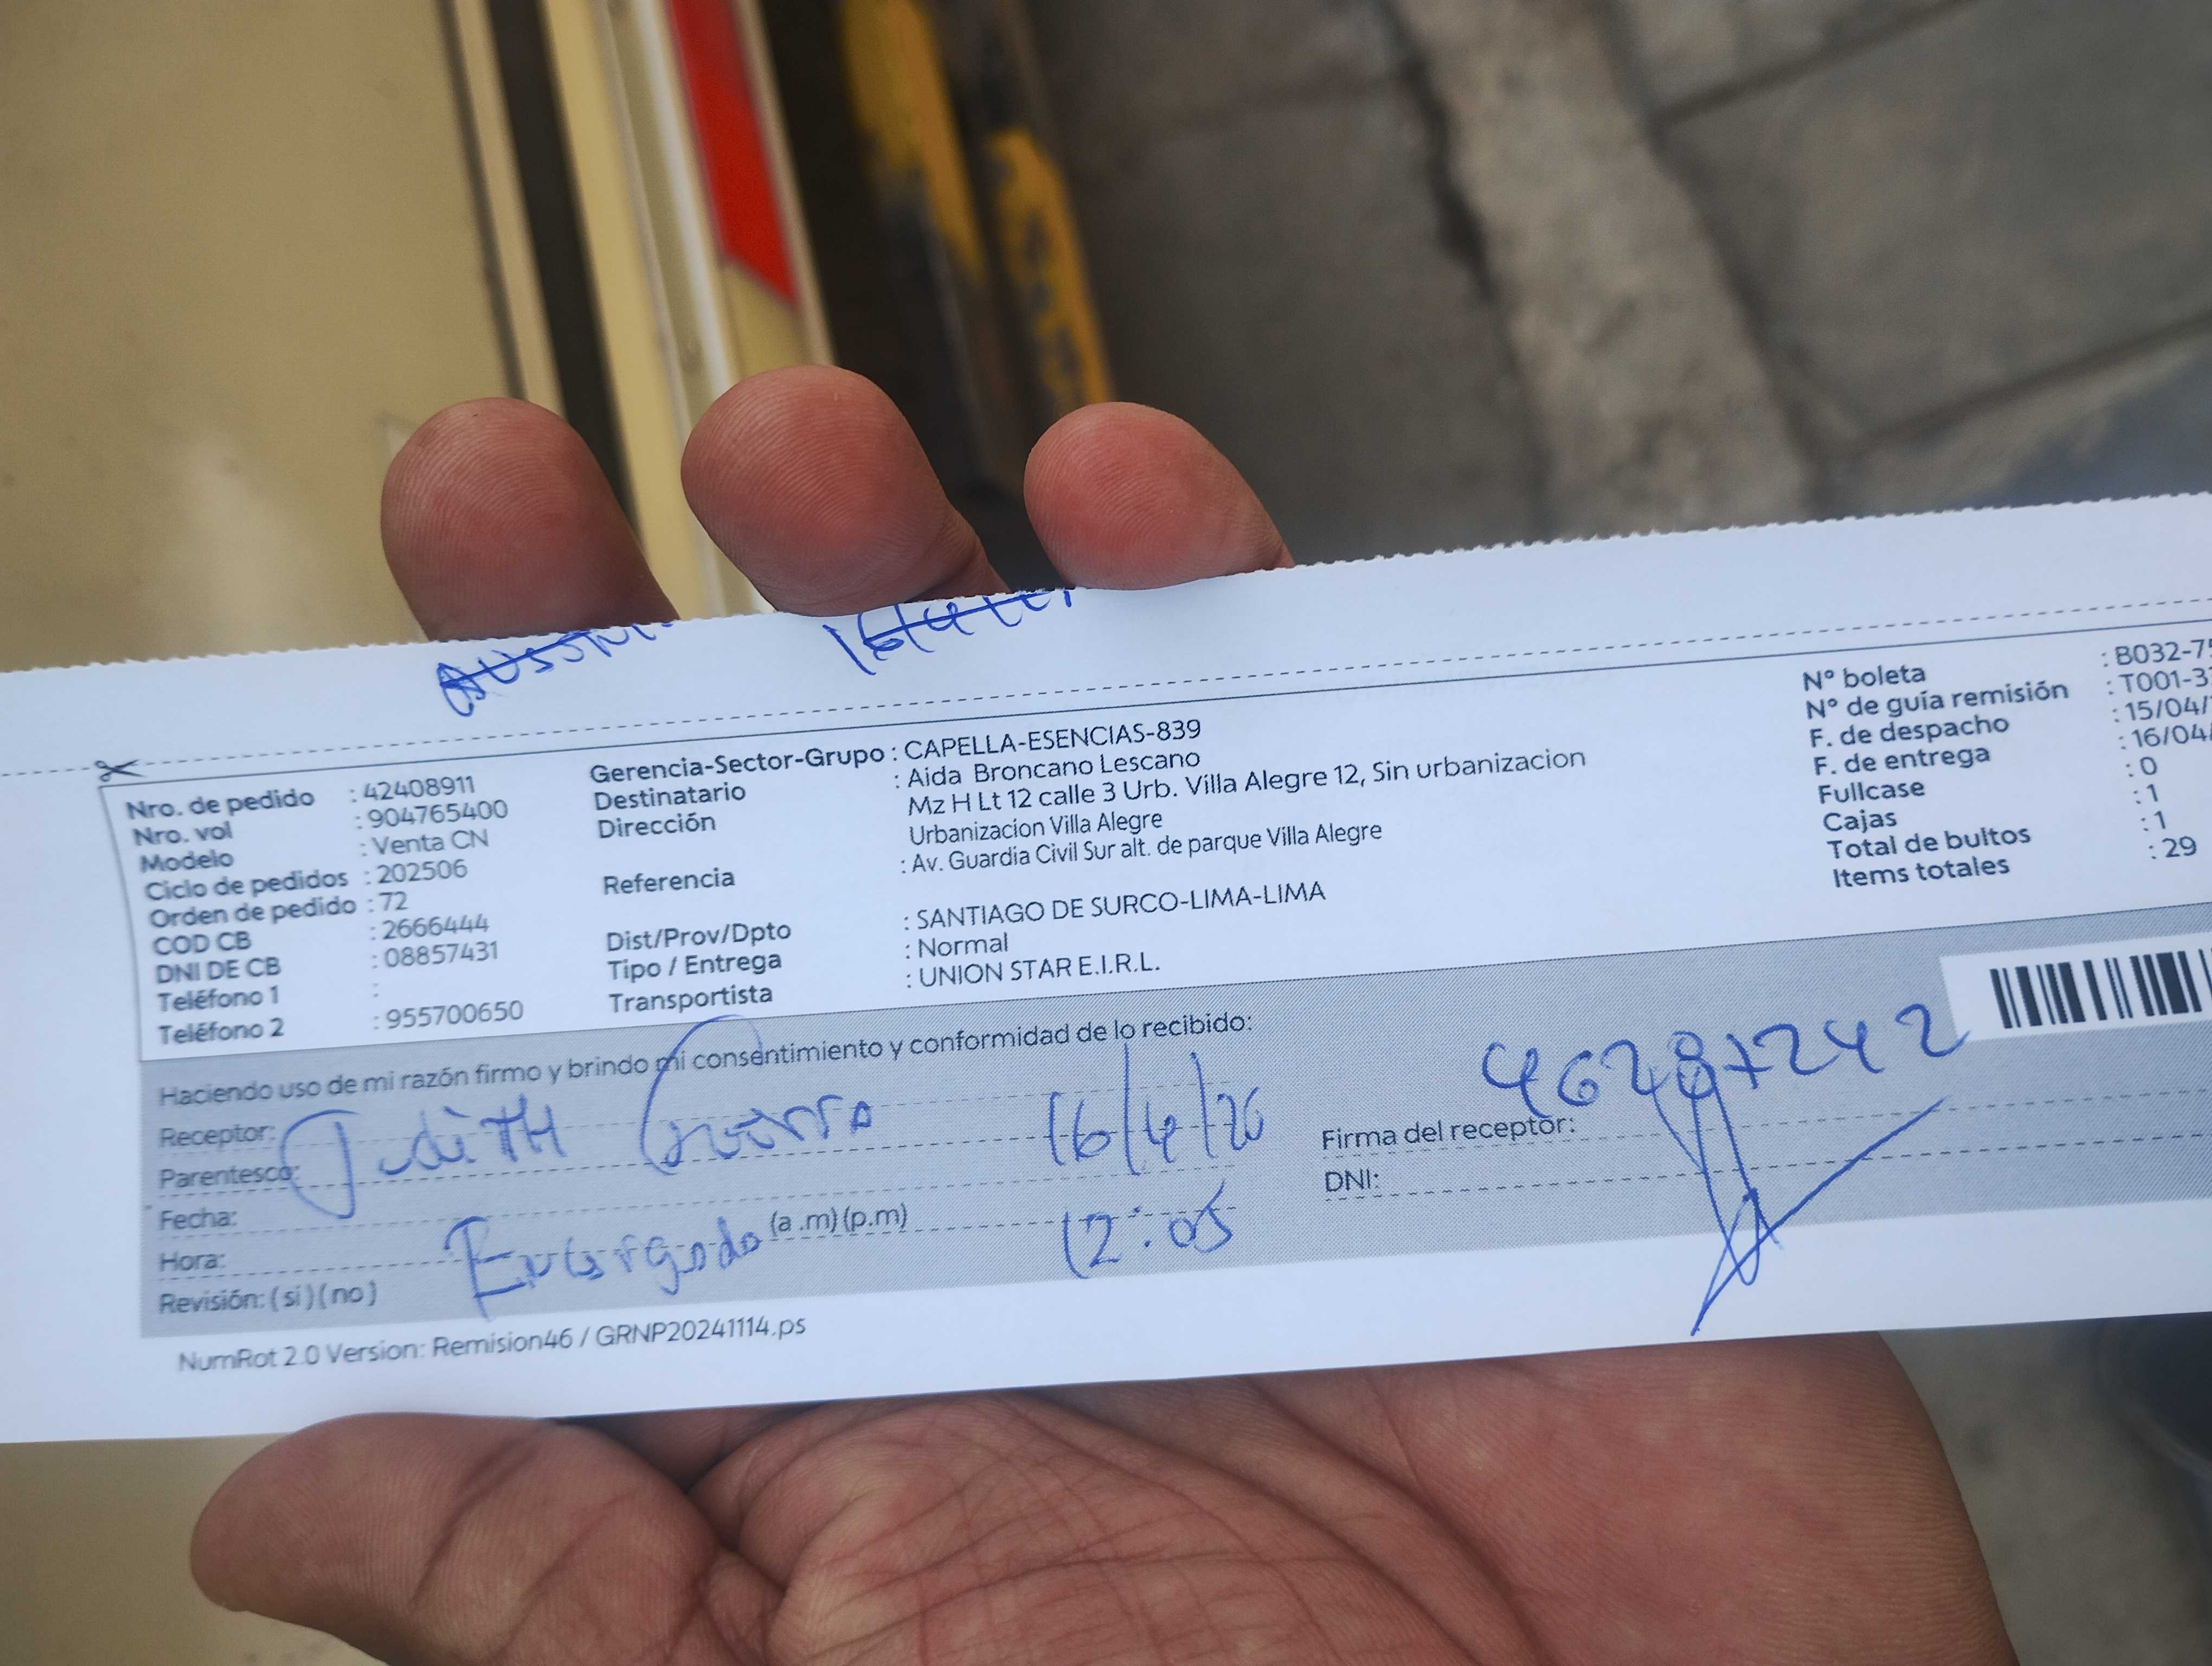 16/4/
Nro. de pedido : 42408911
Nro. vol : 904765400
Modelo : Venta CN
Ciclo de pedidos : 202506
Orden de pedido : 72
COD CB : 2666444
DNI DE CB : 08857431
Teléfono 1 :
Teléfono 2 : 955700650
Gerencia-Sector-Grupo : CAPELLA-ESENCIAS-839
Destinatario : Aida Broncano Lescano
Dirección Mz H Lt 12 calle 3 Urb. Villa Alegre 12, Sin urbanizacion
Urbanizacion Villa Alegre
Referencia : Av. Guardia Civil Sur alt. de parque Villa Alegre
Dist/Prov/Dpto : SANTIAGO DE SURCO-LIMA-LIMA
Tipo / Entrega : Normal
Transportista : UNION STAR E.I.R.L.
Nº boleta : B032-7
Nº de guía remisión : T001-3
F. de despacho : 15/04/
F. de entrega : 16/04/
Fullcase : 0
Cajas : 1
Total de bultos : 1
Items totales : 29
Haciendo uso de mi razón firmo y brindo mi consentimiento y conformidad de lo recibido:
Receptor: Judith
Parentesco:
Fecha: 16/4/
Hora: (a .m) (p.m) 12:05
Revisión: ( si ) ( no )
Firma del receptor:
DNI:
NumRot 2.0 Version: Remision46 / GRNP20241114.ps